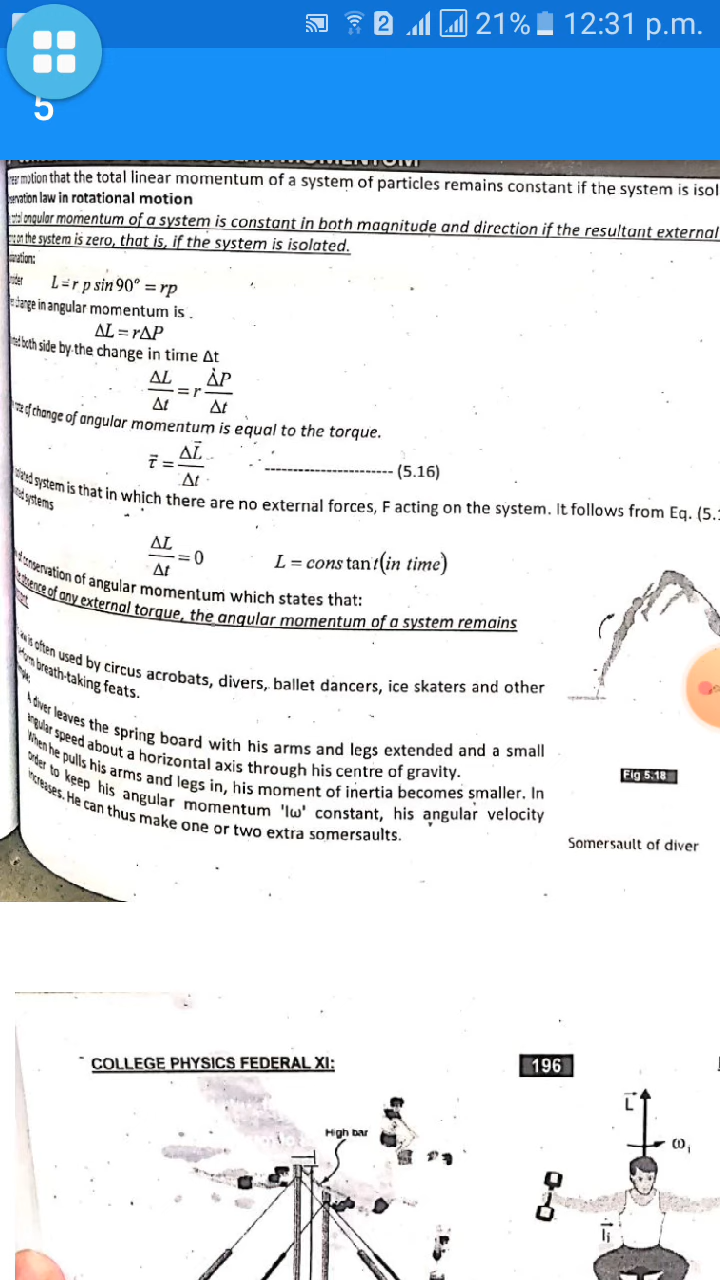 2 21% 12:31 p.m.
5
motion that the total linear momentum of a system of particles remains constant if the system is isol
servation law in rotational motion
total angular momentum of a system is constant in both magnitude and direction if the resultant external
on the system is zero, that is, if the system is isolated.
L = r p sin 90° = rp
change in angular momentum is .
ΔL = rΔP
both side by the change in time Δt
ΔL/Δt = r ΔP/Δt
rate of change of angular momentum is equal to the torque.
τ⃗ = ΔL⃗/Δt ---------------------- (5.16)
system is that in which there are no external forces, F acting on the system. It follows from Eq. (5.
systems
ΔL/Δt = 0 L = constant(in time)
conservation of angular momentum which states that:
absence of any external torque, the angular momentum of a system remains
is often used by circus acrobats, divers, ballet dancers, ice skaters and other
breath-taking feats.
A diver leaves the spring board with his arms and legs extended and a small
angular speed about a horizontal axis through his centre of gravity.
When he pulls his arms and legs in, his moment of inertia becomes smaller. In
order to keep his angular momentum 'Iω' constant, his angular velocity
increases. He can thus make one or two extra somersaults.
Fig 5.18
Somersault of diver
COLLEGE PHYSICS FEDERAL XI:
196
High bar
L⃗
ω₁
I⃗ᵢ